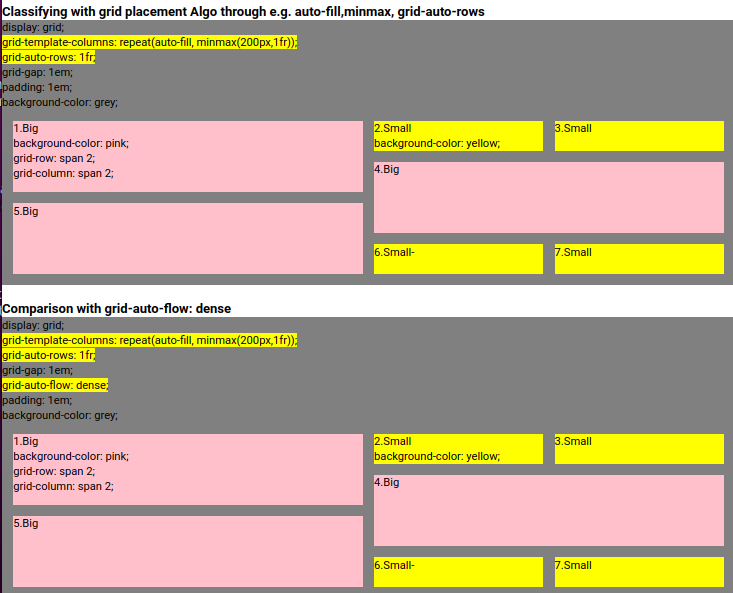 Classifying with grid placement Algo through e.g. auto-fill,minmax, grid-auto-rows
display: grid;
grid-template-columns: repeat(auto-fill, minmax(200px,1fr));
grid-auto-rows: 1fr;
grid-gap: 1em;
padding: 1em;
background-color: grey;
1.Big
background-color: pink;
grid-row: span 2;
grid-column: span 2;
2.Small
background-color: yellow;
3.Small
4.Big
5.Big
6.Small-
7.Small
Comparison with grid-auto-flow: dense
display: grid;
grid-template-columns: repeat(auto-fill, minmax(200px,1fr));
grid-auto-rows: 1fr;
grid-gap: 1em;
grid-auto-flow: dense;
padding: 1em;
background-color: grey;
1.Big
background-color: pink;
grid-row: span 2;
grid-column: span 2;
2.Small
background-color: yellow;
3.Small
4.Big
5.Big
6.Small-
7.Small